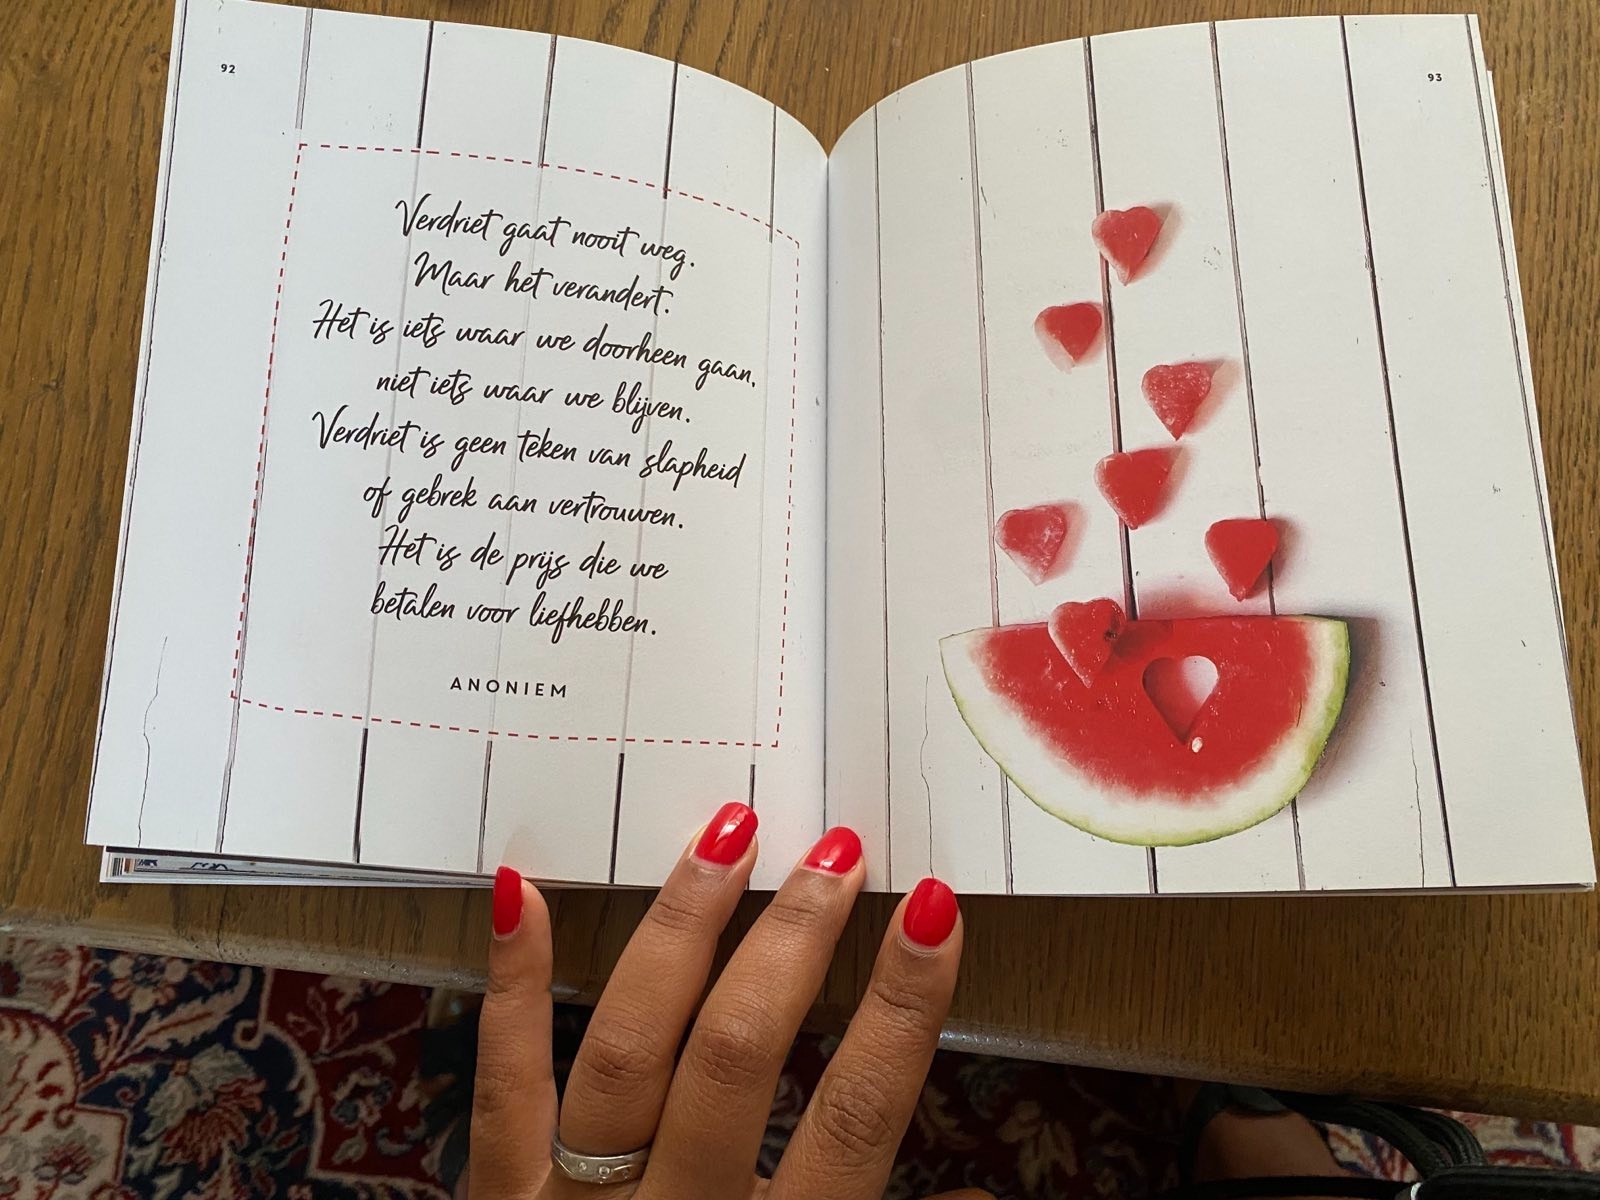 92
Verdriet gaat nooit weg.
Maar het verandert.
Het is iets waar we doorheen gaan,
niet iets waar we blijven.
Verdriet is geen teken van slapheid
of gebrek aan vertrouwen.
Het is de prijs die we
betalen voor liefhebben.
ANONIEM
93